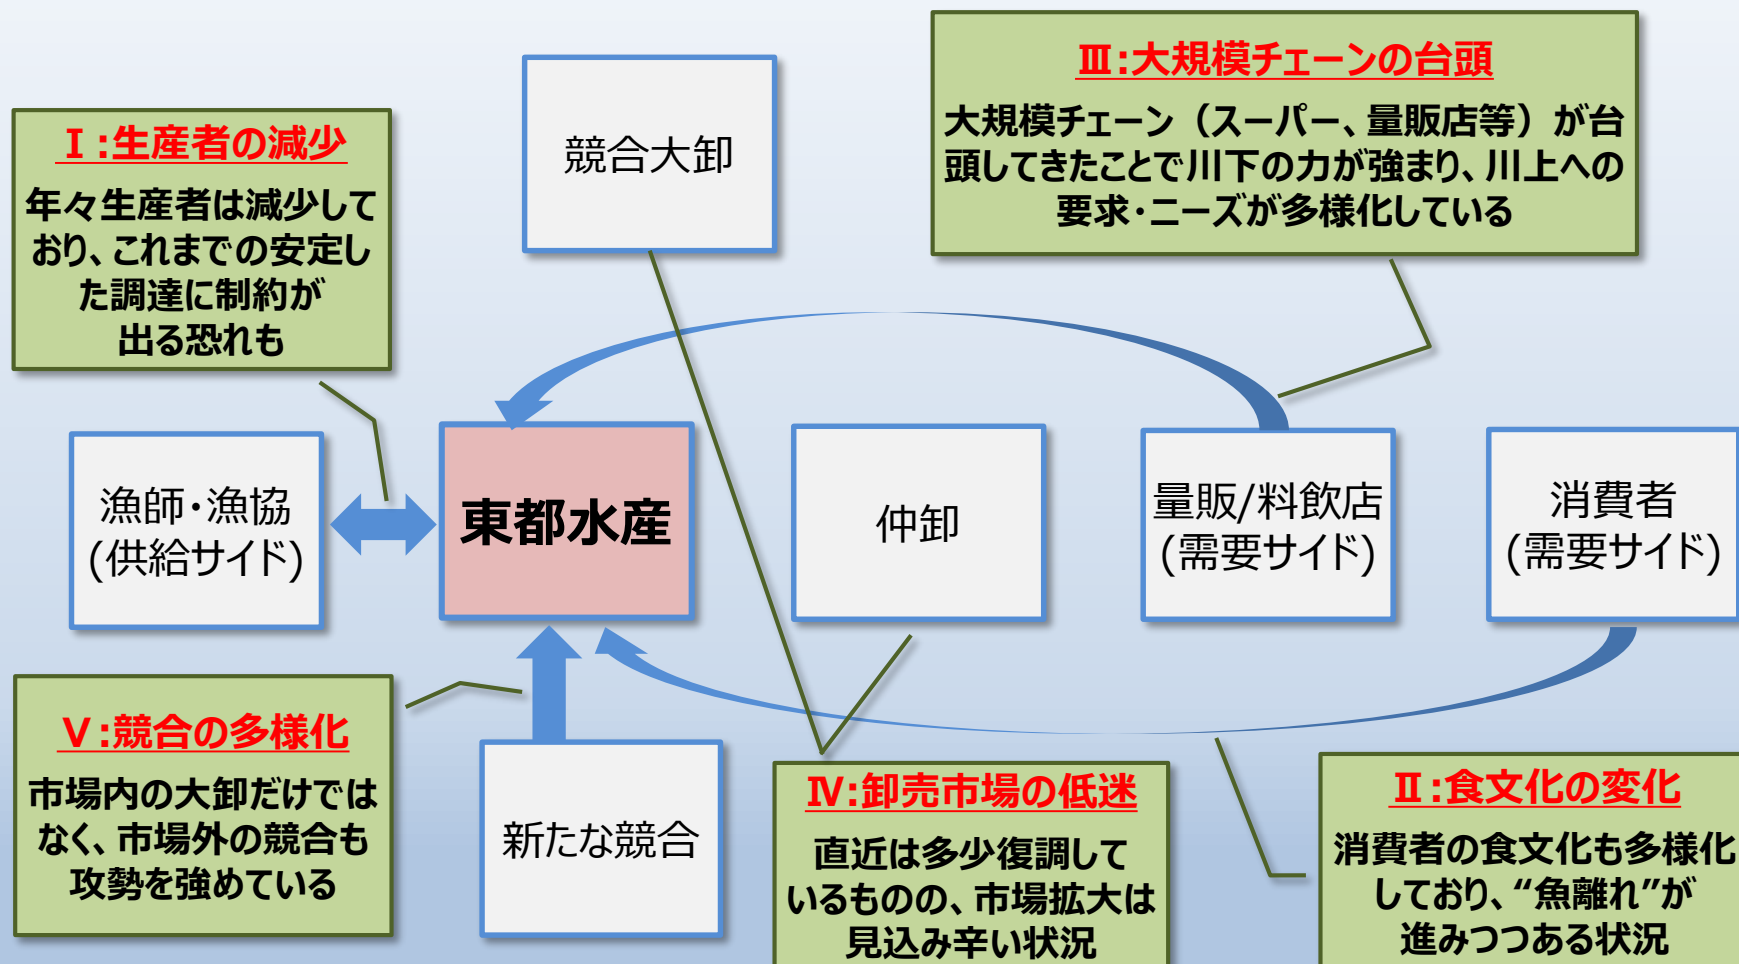 Ⅰ:生産者の減少
年々生産者は減少して
おり、これまでの安定し
た調達に制約が
出る恐れも
競合大卸
Ⅲ:大規模チェーンの台頭
大規模チェーン（スーパー、量販店等）が台
頭してきたことで川下の力が強まり、川上への
要求･ニーズが多様化している
漁師･漁協
(供給サイド)
東都水産
仲卸
量販/料飲店
(需要サイド)
消費者
(需要サイド)
Ⅴ:競合の多様化
市場内の大卸だけでは
なく、市場外の競合も
攻勢を強めている
新たな競合
Ⅳ:卸売市場の低迷
直近は多少復調して
いるものの、市場拡大は
見込み辛い状況
Ⅱ:食文化の変化
消費者の食文化も多様化
しており、“魚離れ”が
進みつつある状況